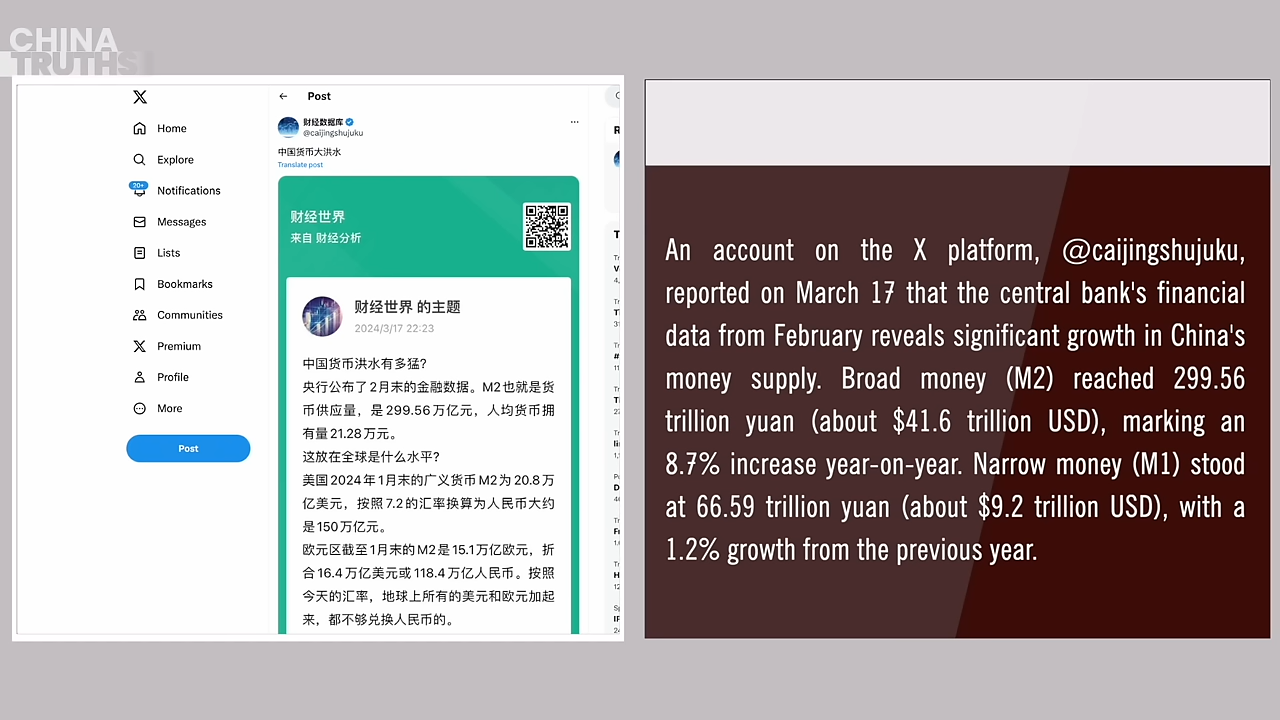 CHINA
TRUTHS
Home
Explore
20+
Notifications
Messages
Lists
Bookmarks
Communities
Premium
Profile
More
Post
Post
财经数据库
@caijingshujuku
中国货币大洪水
Translate post
财经世界
来自 财经分析
财经世界 的主题
2024/3/17 22:23
中国货币洪水有多猛?
央行公布了2月末的金融数据。M2也就是货
币供应量，是299.56万亿元，人均货币拥
有量21.28万元。
这放在全球是什么水平?
美国2024年1月末的广义货币M2为20.8万
亿美元，按照7.2的汇率换算为人民币大约
是150万亿元。
欧元区截至1月末的M2是15.1万亿欧元，折
合16.4万亿美元或118.4万亿人民币。按照
今天的汇率，地球上所有的美元和欧元加起
来，都不够兑换人民币的。
An account on the X platform, @caijingshujuku,
reported on March 17 that the central bank's financial
data from February reveals significant growth in China's
money supply. Broad money (M2) reached 299.56
trillion yuan (about $41.6 trillion USD), marking an
8.7% increase year-on-year. Narrow money (M1) stood
at 66.59 trillion yuan (about $9.2 trillion USD), with a
1.2% growth from the previous year.